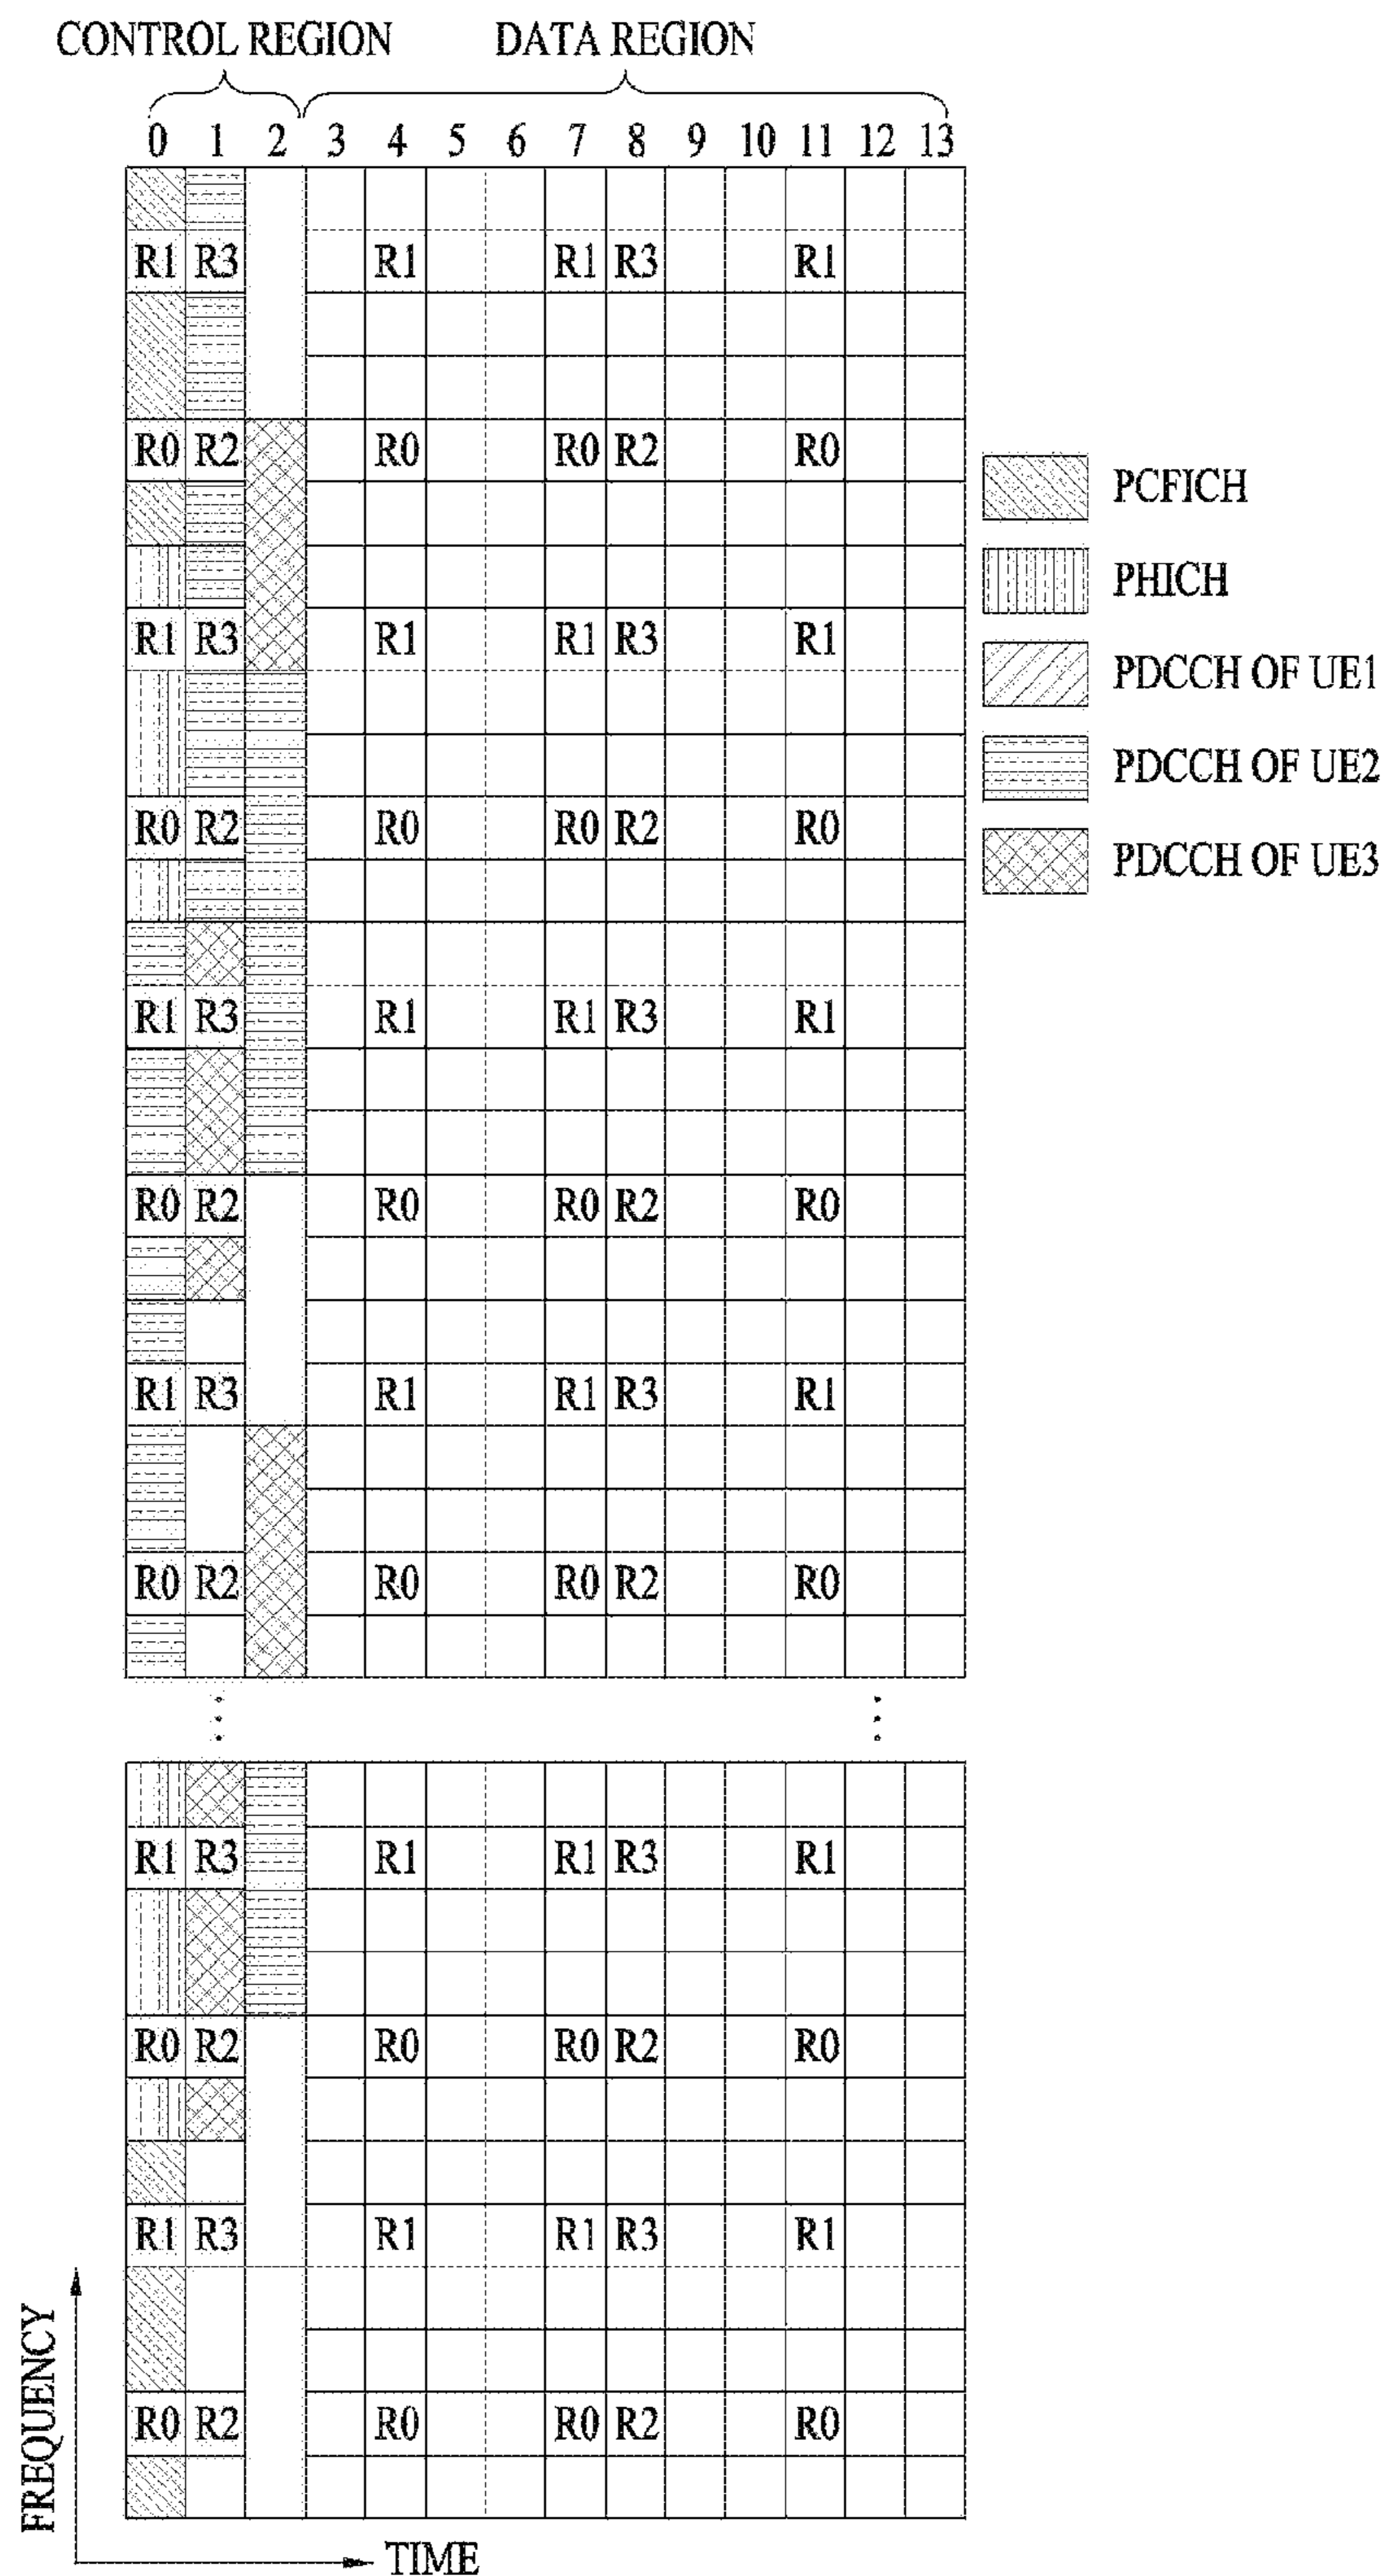 CONTROL REGION DATA REGION
0 1 2 3 4 5 6 7 8 9 10 11 12 13
R1 R3 R1 R1 R3 R1
R0 R2 R0 R0 R2 R0
PCFICH
PHICH
R1 R3 R1 R1 R3 R1
PDCCH OF UE1
PDCCH OF UE2
R0 R2 R0 R0 R2 R0
PDCCH OF UE3
R1 R3 R1 R1 R3 R1
R0 R2 R0 R0 R2 R0
R1 R3 R1 R1 R3 R1
R0 R2 R0 R0 R2 R0
R1 R3 R1 R1 R3 R1
R0 R2 R0 R0 R2 R0
R1 R3 R1 R1 R3 R1
R0 R2 R0 R0 R2 R0
FREQUENCY
TIME